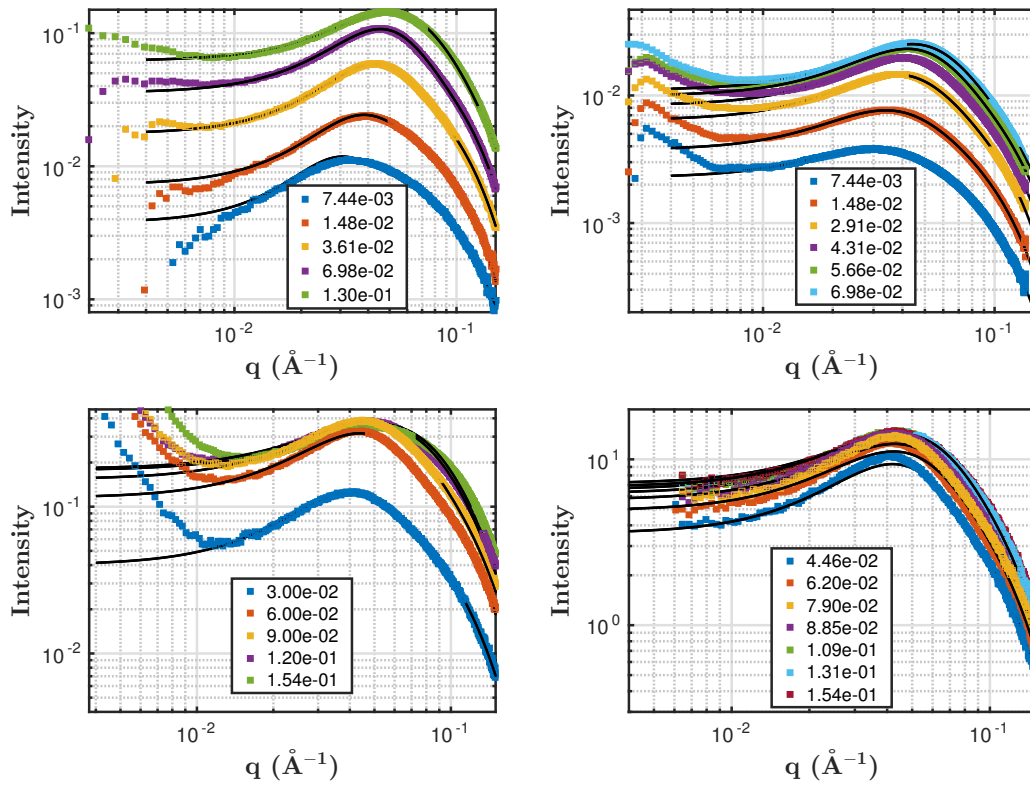 10^-1
10^-2
10^-3
Intensity
7.44e-03
1.48e-02
3.61e-02
6.98e-02
1.30e-01
10^-2
10^-1
q (Å^-1)
10^-2
10^-3
Intensity
7.44e-03
1.48e-02
2.91e-02
4.31e-02
5.66e-02
6.98e-02
10^-2
10^-1
q (Å^-1)
10^-1
10^-2
Intensity
3.00e-02
6.00e-02
9.00e-02
1.20e-01
1.54e-01
10^-2
10^-1
q (Å^-1)
10^1
10^0
Intensity
4.46e-02
6.20e-02
7.90e-02
8.85e-02
1.09e-01
1.31e-01
1.54e-01
10^-2
10^-1
q (Å^-1)